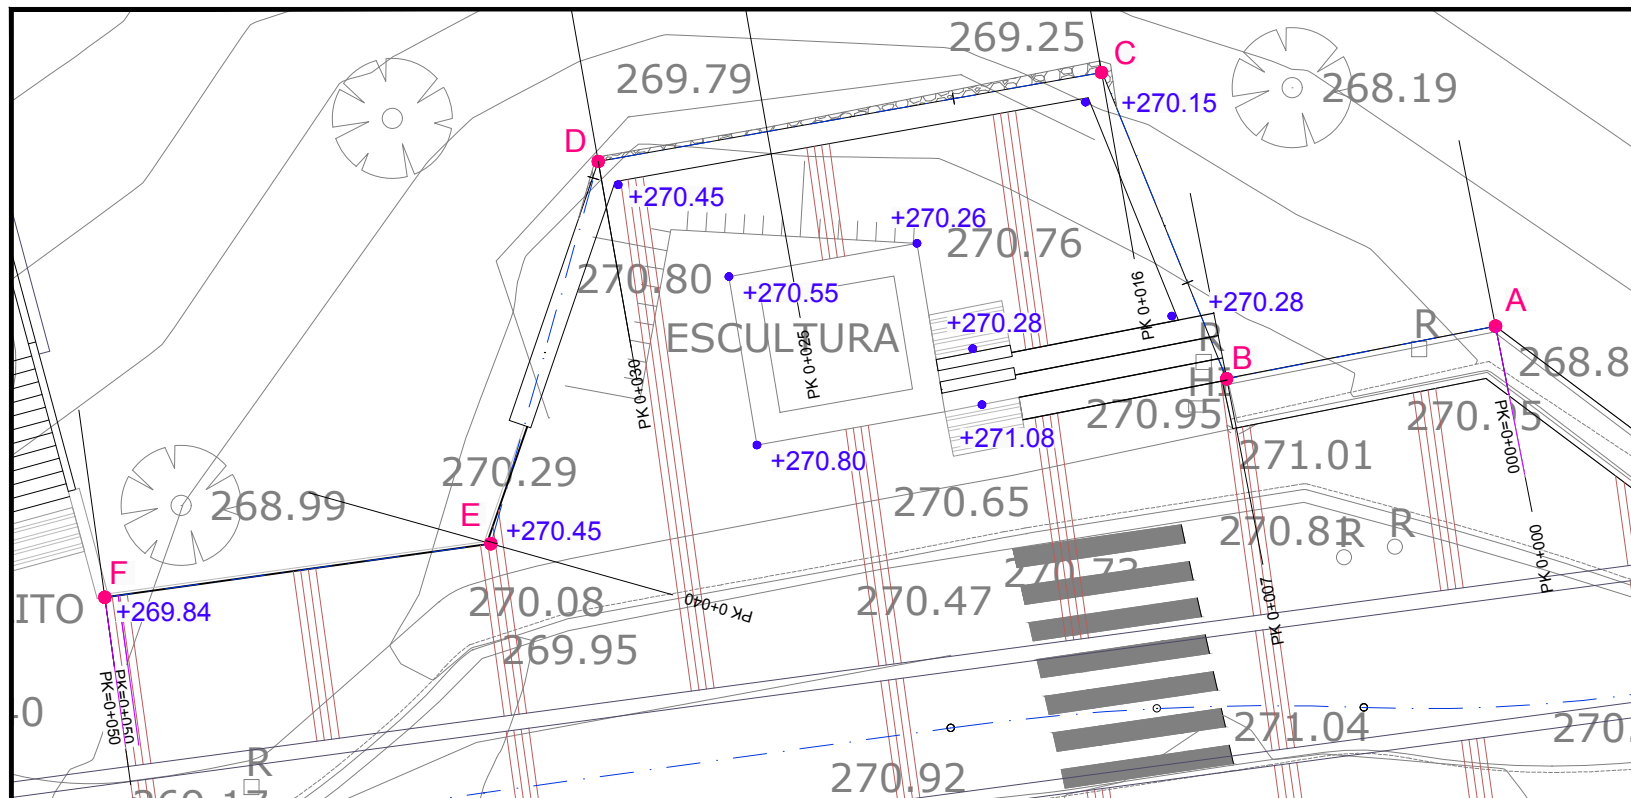 269.25
C
269.79
268.19
+270.15
D
+270.45
+270.26
270.76
270.80
+270.55
PK 0+016
+270.28
A
ESCULTURA
+270.28
R
R
B
268.8
PK 0+025
PK 0+030
HI
270.95
+271.08
+270.80
PK=0+000
271.01
270.29
268.99
E
+270.45
270.65
270.81
R
R
F
ITO
+269.84
270.08
PK 0+040
270.47
PK 0+007
PK 0+000
269.95
PK=0+050
PK=0+050
271.04
270.
R
270.92